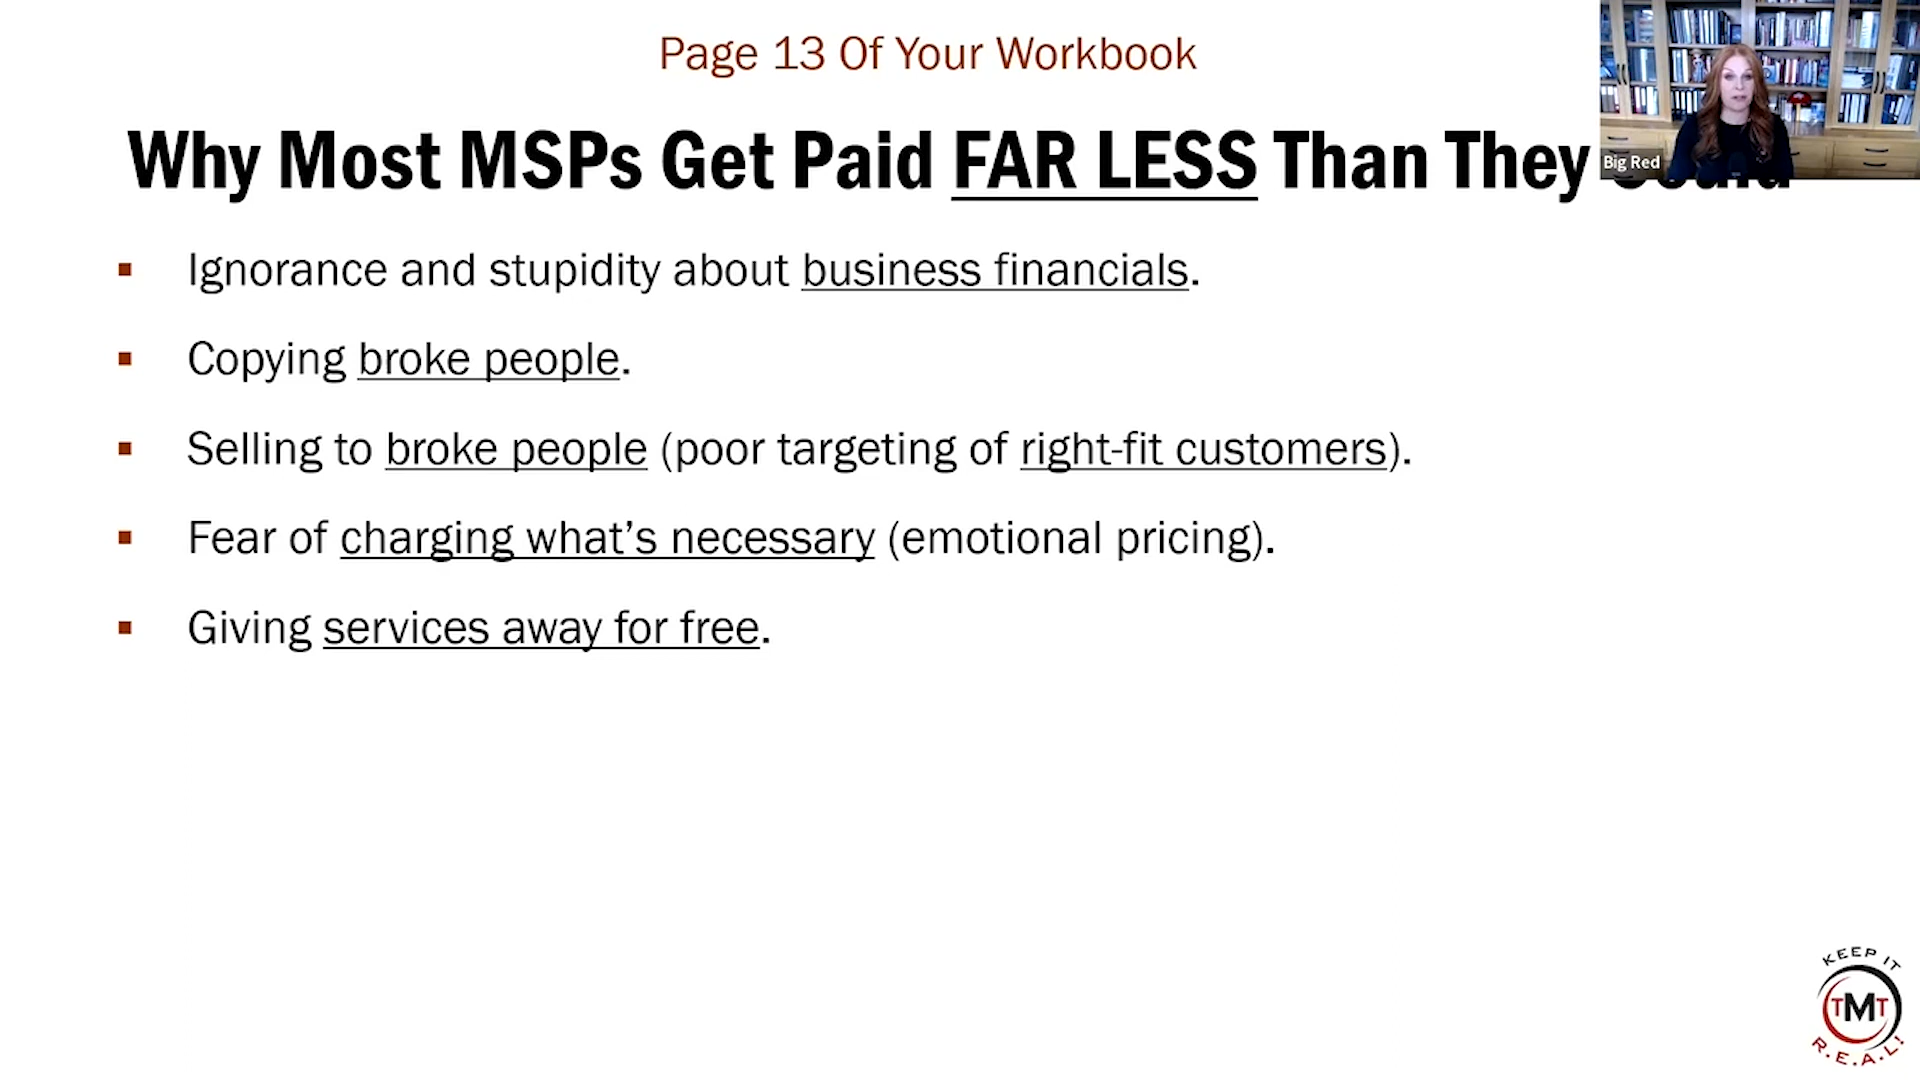 Page 13 Of Your Workbook
Big Red
Why Most MSPs Get Paid FAR LESS Than They
▪ Ignorance and stupidity about business financials.
▪ Copying broke people.
▪ Selling to broke people (poor targeting of right-fit customers).
▪ Fear of charging what’s necessary (emotional pricing).
▪ Giving services away for free.
KEEP IT
TMT
R.E.A.L!